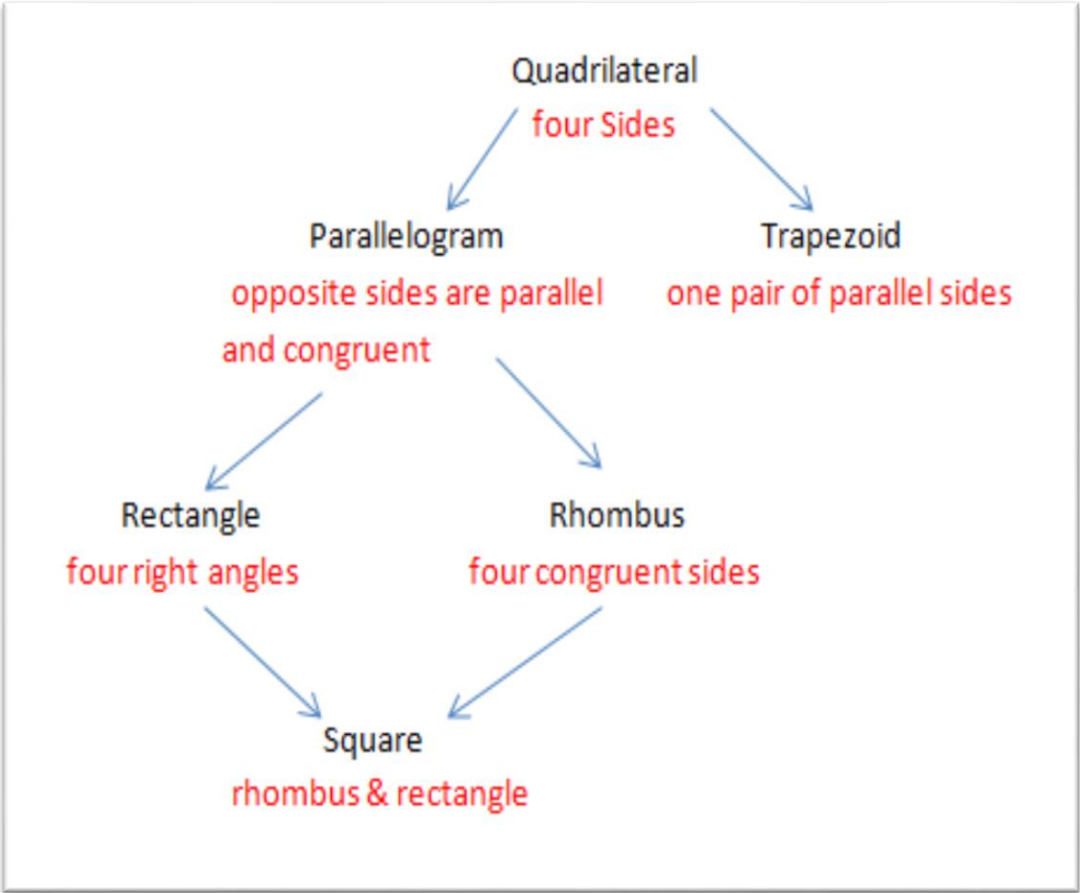 Quadrilateral
four Sides
Parallelogram
Trapezoid
opposite sides are parallel
and congruent
one pair of parallel sides
Rectangle
Rhombus
four right angles
four congruent sides
Square
rhombus & rectangle